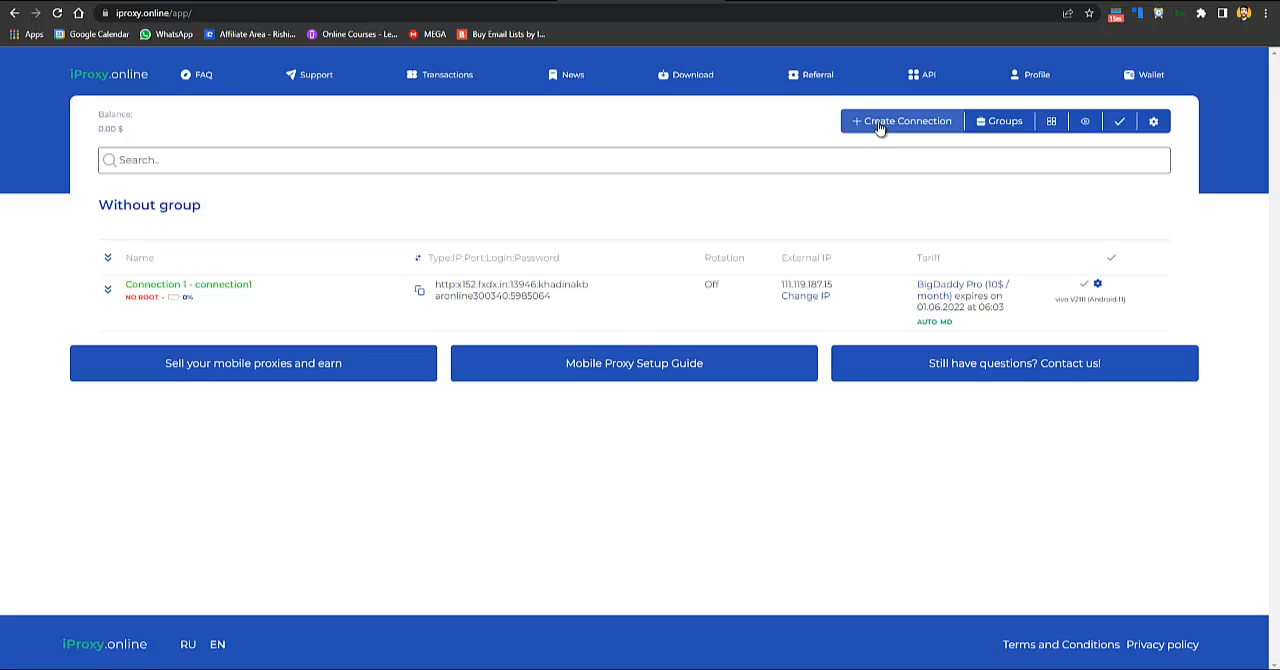 iproxy.online/app/
15m
Apps
Google Calendar
WhatsApp
Affiliate Area - Rishi...
Online Courses - Le...
MEGA
Buy Email Lists by I...
iProxy.online
FAQ
Support
Transactions
News
Download
Referral
API
Profile
Wallet
Balance:
0.00 $
+ Create Connection
Groups
Search..
Without group
Name
Type:IP:Port:Login:Password
Rotation
External IP
Tariff
Connection 1 - connection1
NO ROOT - 0%
http:x152.fxdx.in:13946:khadinakb
aronline300340:5985064
Off
111.119.187.15
Change IP
BigDaddy Pro (10$ /
month) expires on
01.06.2022 at 06:03
AUTO MD
vivo V2111 (Android 11)
Sell your mobile proxies and earn
Mobile Proxy Setup Guide
Still have questions? Contact us!
iProxy.online
RU
EN
Terms and Conditions
Privacy policy